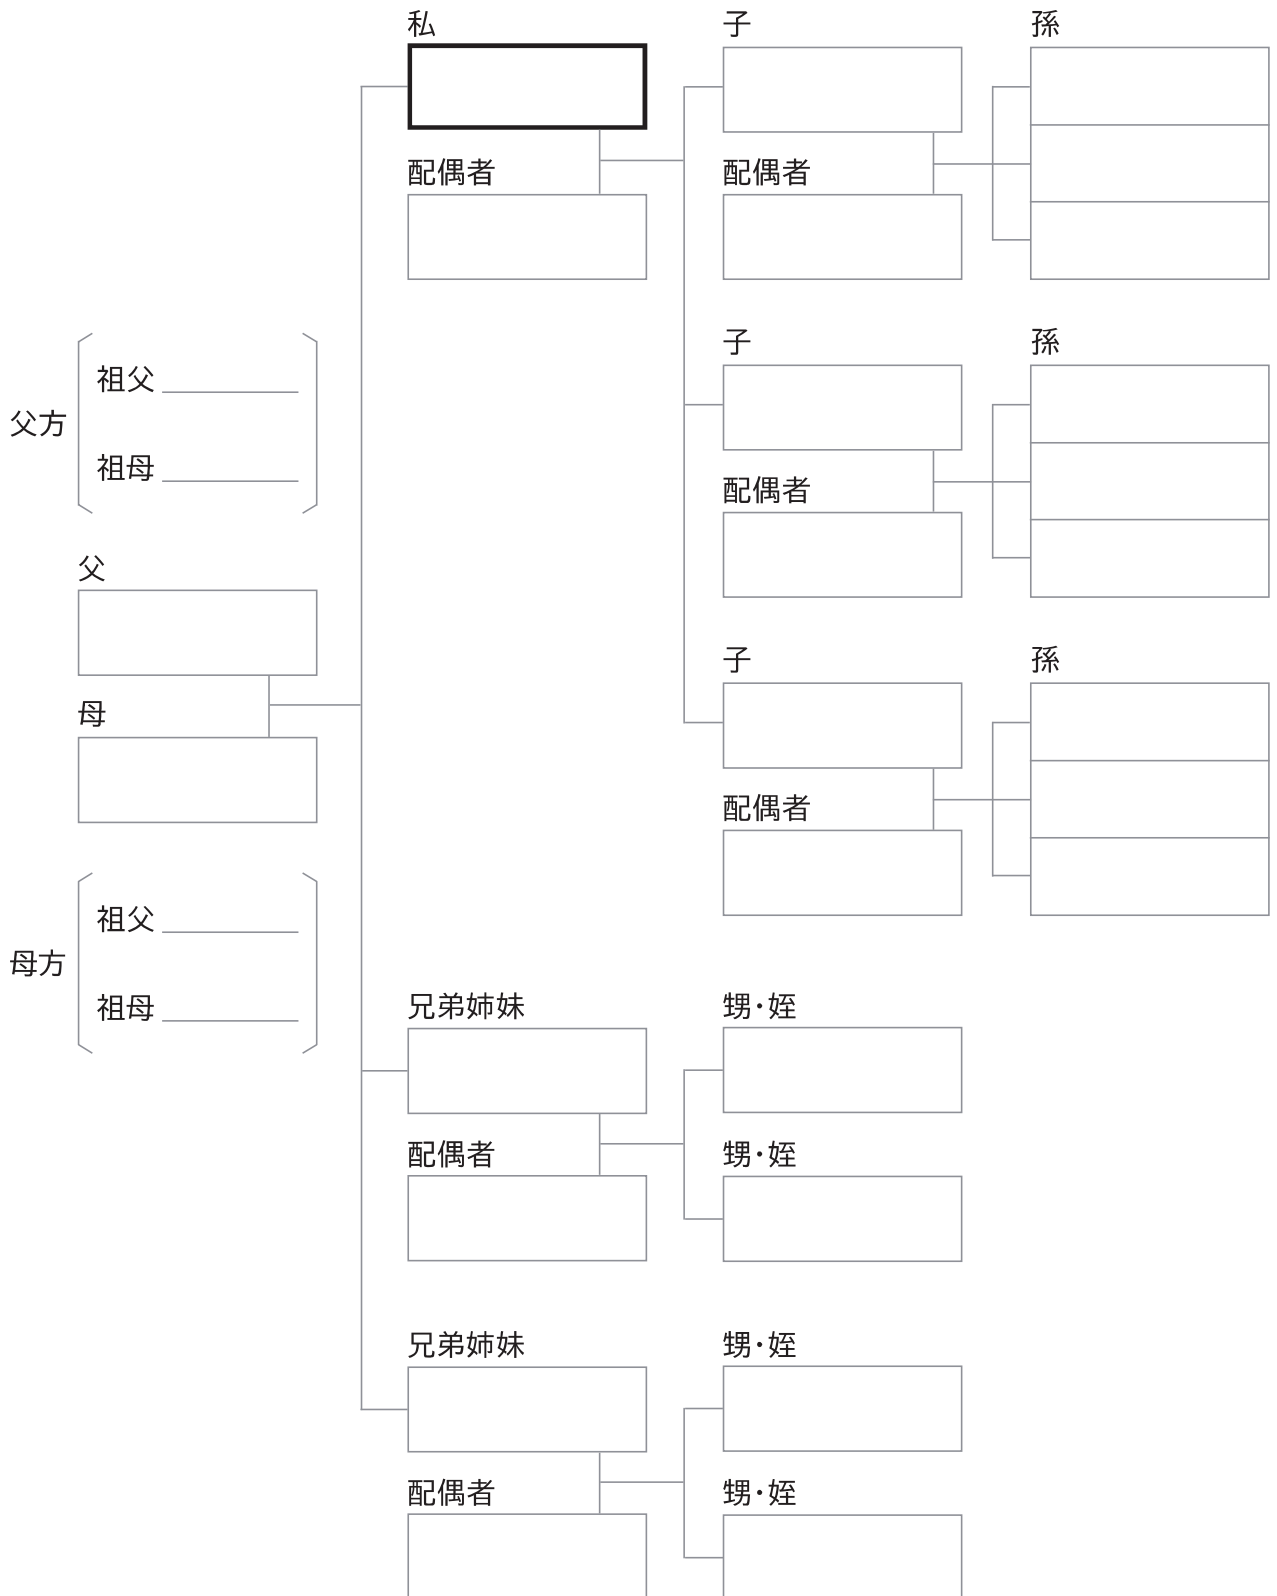 私
配偶者
子
配偶者
孫
子
配偶者
孫
子
配偶者
孫
父方
祖父
祖母
父
母
母方
祖父
祖母
兄弟姉妹
配偶者
甥・姪
甥・姪
兄弟姉妹
配偶者
甥・姪
甥・姪